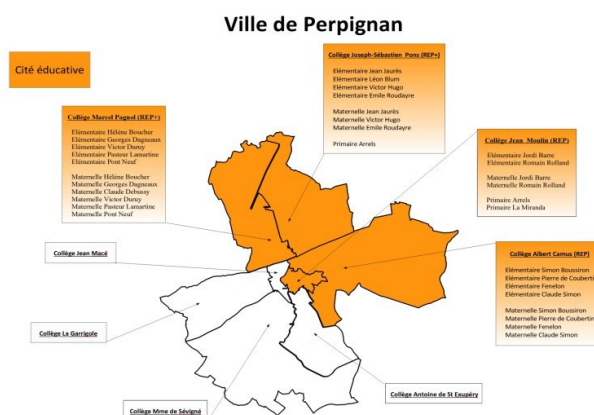 Ville de Perpignan
Cité éducative
Collège Joseph-Sébastien Pons (REP+)
Elémentaire Jean Jaurès
Elémentaire Léon Blum
Elémentaire Victor Hugo
Elémentaire Emile Roudayre
Maternelle Jean Jaurès
Maternelle Victor Hugo
Maternelle Emile Roudayre
Primaire Arrels
Collège Marcel Pagnol (REP+)
Elémentaire Hélène Boucher
Elémentaire Georges Dagneaux
Elémentaire Victor Duruy
Elémentaire Pasteur Lamartine
Elémentaire Pont Neuf
Maternelle Hélène Boucher
Maternelle Georges Dagneaux
Maternelle Claude Debussy
Maternelle Victor Duruy
Maternelle Pasteur Lamartine
Maternelle Pont Neuf
Collège Jean Moulin (REP)
Elémentaire Jordi Barre
Elémentaire Romain Rolland
Maternelle Jordi Barre
Maternelle Romain Rolland
Primaire Arrels
Primaire La Miranda
Collège Jean Macé
Collège Albert Camus (REP)
Elémentaire Simon Boussiron
Elémentaire Pierre de Coubertin
Elémentaire Fenelon
Elémentaire Claude Simon
Maternelle Simon Boussiron
Maternelle Pierre de Coubertin
Maternelle Fenelon
Maternelle Claude Simon
Collège La Garrigole
Collège Antoine de St Exupéry
Collège Mme de Sévigné